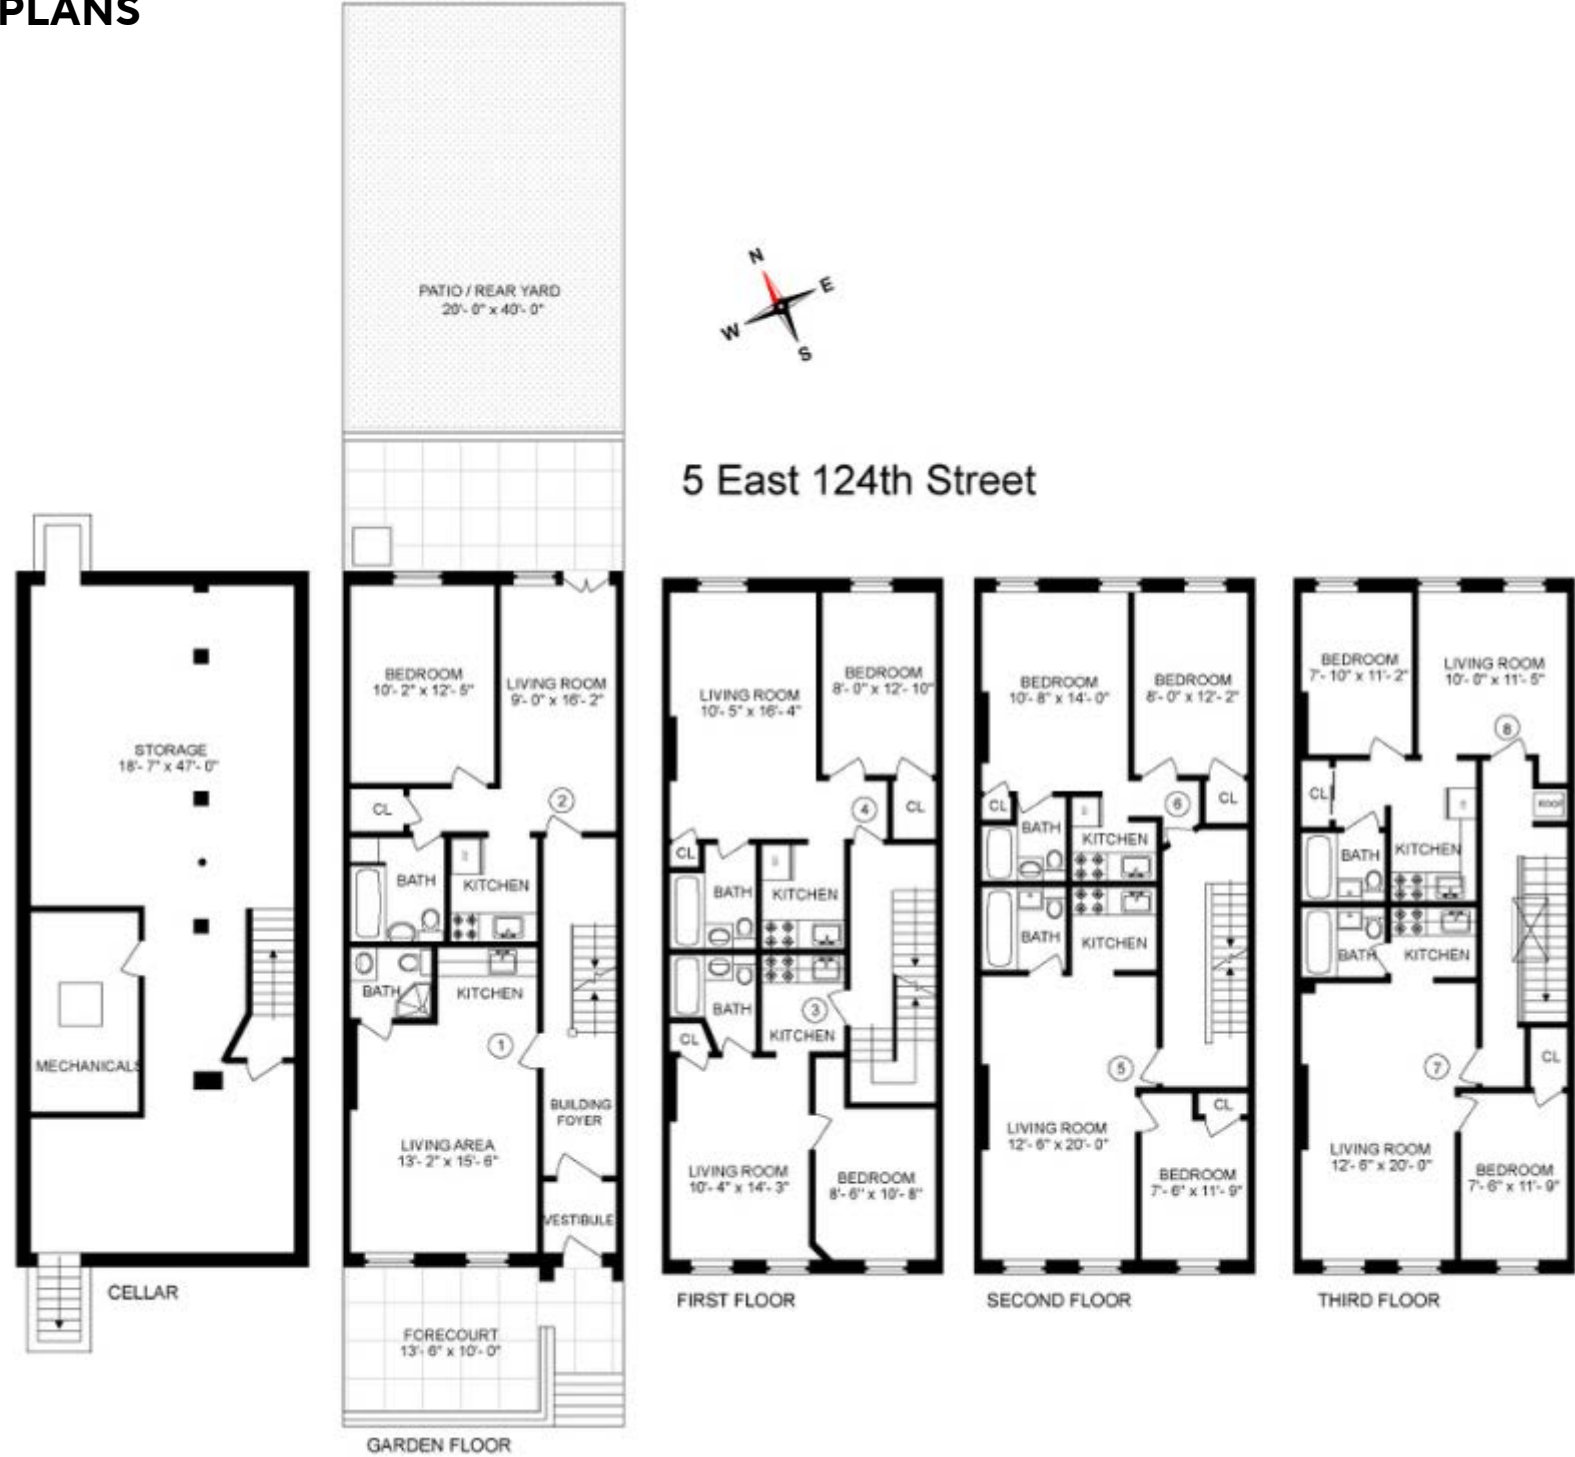 PLANS
PATIO / REAR YARD
20'- 0" x 40'- 0"
N
E
W
S
5 East 124th Street
STORAGE
18'- 7" x 47'- 0"
MECHANICALS
CELLAR
BEDROOM
10'- 2" x 12'- 5"
LIVING ROOM
9'- 0" x 16'- 2"
CL
2
BATH
KITCHEN
BATH
KITCHEN
1
BUILDING
FOYER
LIVING AREA
13'- 2" x 15'- 6"
VESTIBULE
FORECOURT
13'- 6" x 10'- 0"
GARDEN FLOOR
LIVING ROOM
10'- 5" x 16'- 4"
BEDROOM
8'- 0" x 12'- 10"
4
CL
CL
BATH
KITCHEN
BATH
3
KITCHEN
CL
LIVING ROOM
10'- 4" x 14'- 3"
BEDROOM
8'- 6" x 10'- 8"
FIRST FLOOR
BEDROOM
10'- 8" x 14'- 0"
BEDROOM
8'- 0" x 12'- 2"
CL
6
CL
BATH
KITCHEN
BATH
KITCHEN
5
CL
LIVING ROOM
12'- 6" x 20'- 0"
BEDROOM
7'- 6" x 11'- 9"
SECOND FLOOR
BEDROOM
7'- 10" x 11'- 2"
LIVING ROOM
10'- 0" x 11'- 5"
8
CL
ROOF
BATH
KITCHEN
BATH
KITCHEN
7
CL
LIVING ROOM
12'- 6" x 20'- 0"
BEDROOM
7'- 6" x 11'- 9"
THIRD FLOOR